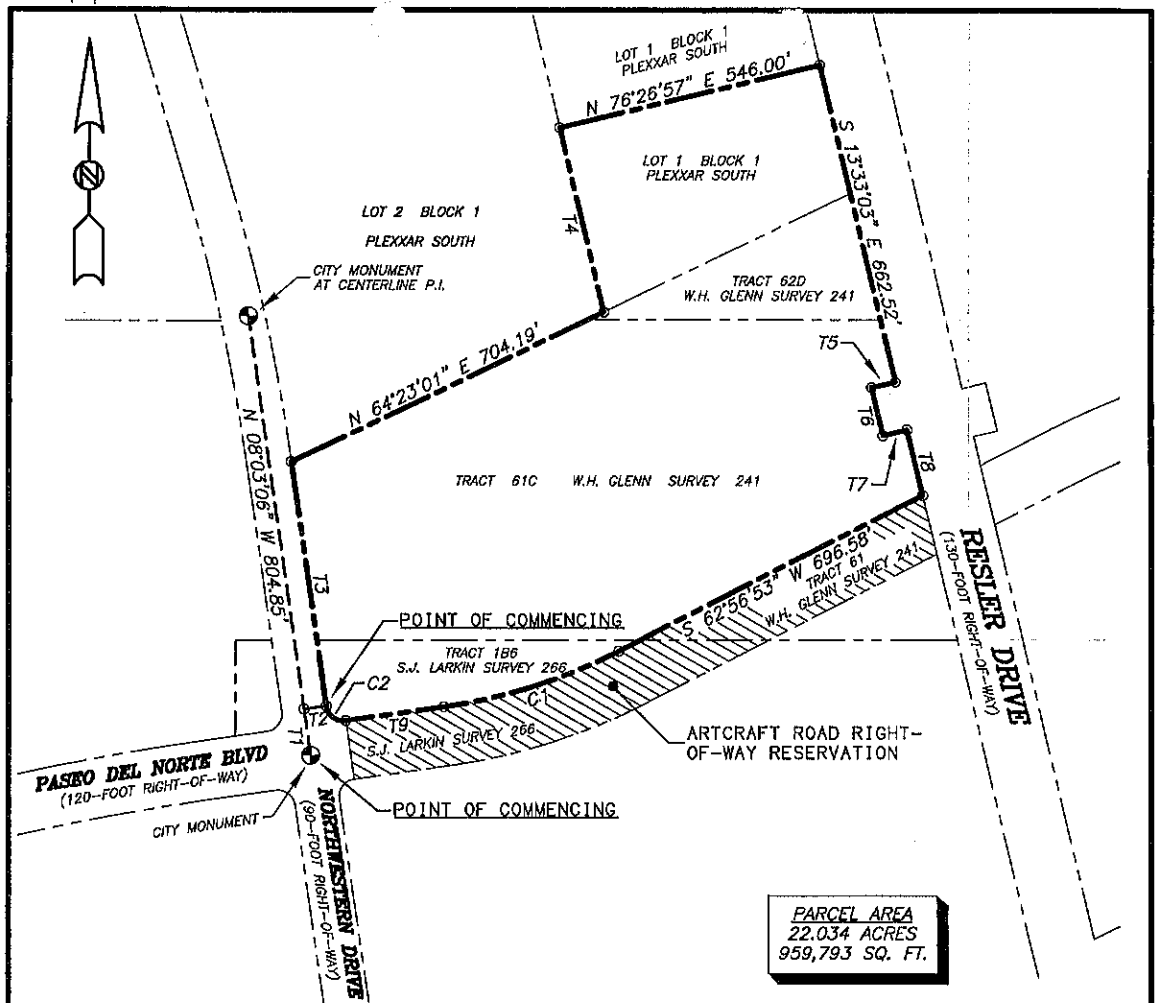 LOT 1 BLOCK 1
PLEXXAR SOUTH
N 76°26'57" E 546.00'
LOT 1 BLOCK 1
PLEXXAR SOUTH
S 13°33'03" E 662.52'
N
T4
LOT 2 BLOCK 1
PLEXXAR SOUTH
CITY MONUMENT
AT CENTERLINE P.I.
TRACT 62D
W.H. GLENN SURVEY 241
T5
N 64°23'01" E 704.19'
T6
T7
T8
N 08°03'06" W 804.85'
TRACT 61C W.H. GLENN SURVEY 241
T3
S 62°56'53" W 696.58'
TRACT 61
W.H. GLENN SURVEY 241
RESLER DRIVE
(130-FOOT RIGHT-OF-WAY)
POINT OF COMMENCING
TRACT 1B6
S.J. LARKIN SURVEY 266
C2
C1
T2
T9
T1
S.J. LARKIN SURVEY 266
ARTCRAFT ROAD RIGHT-
OF-WAY RESERVATION
PASEO DEL NORTE BLVD
(120-FOOT RIGHT-OF-WAY)
CITY MONUMENT
POINT OF COMMENCING
NORTHWESTERN DRIVE
(90-FOOT RIGHT-OF-WAY)
PARCEL AREA
22.034 ACRES
959,793 SQ. FT.